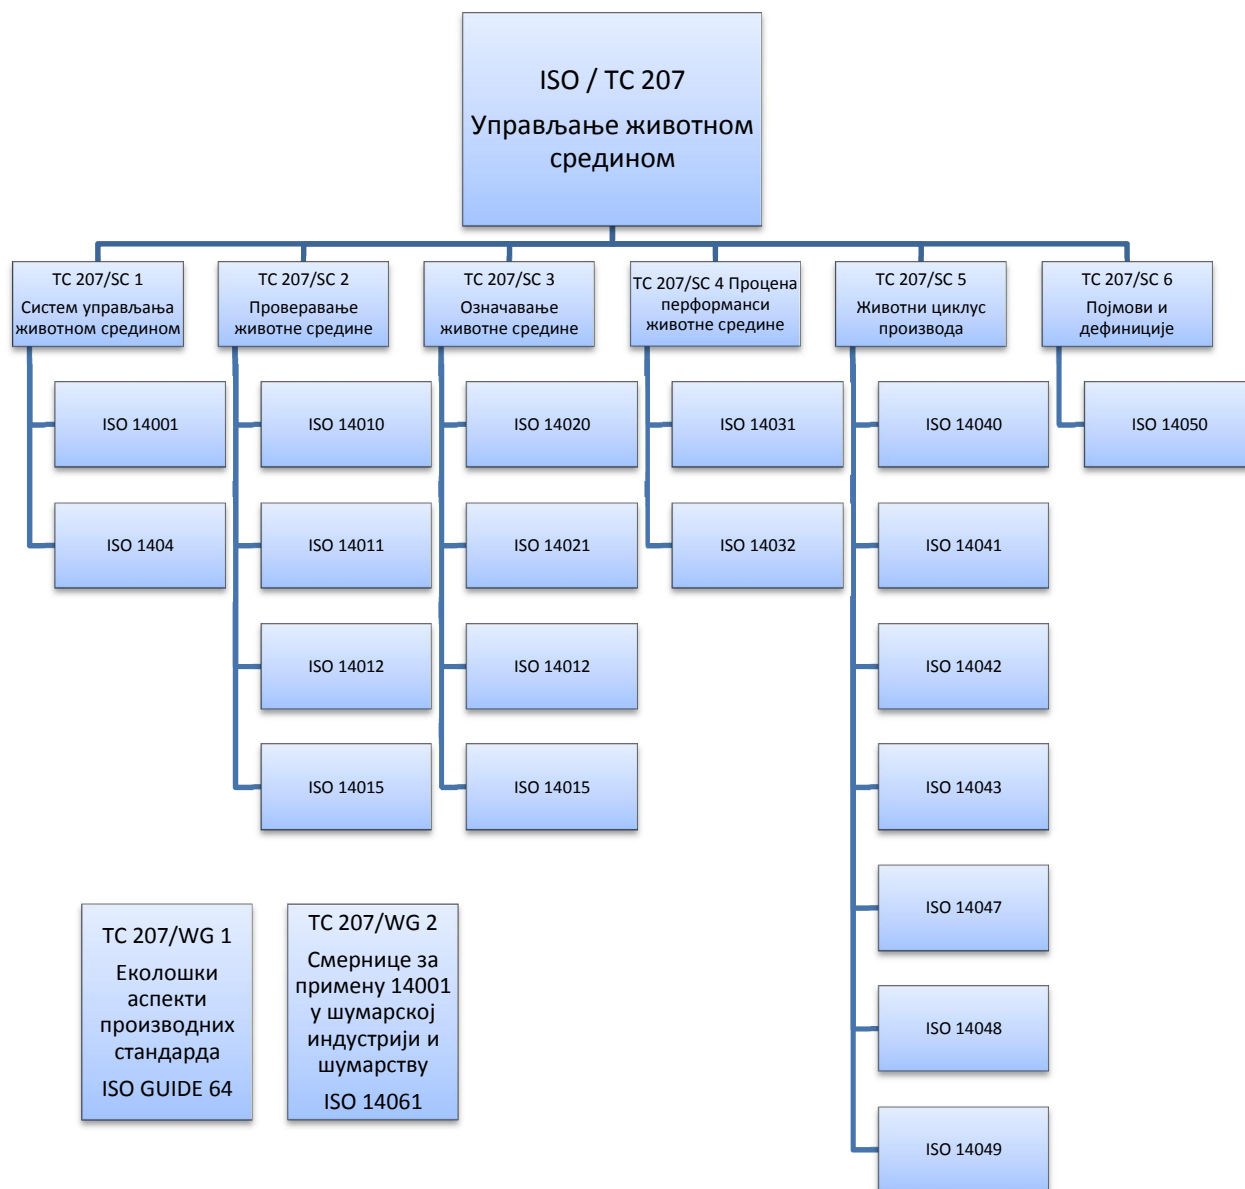 ISO / TC 207
Управљање животном
средином
TC 207/SC 1
Систем управљања
животном средином
ISO 14001
ISO 1404
TC 207/SC 2
Проверавање
животне средине
ISO 14010
ISO 14011
ISO 14012
ISO 14015
TC 207/SC 3
Означавање
животне средине
ISO 14020
ISO 14021
ISO 14012
ISO 14015
TC 207/SC 4 Процена
перформанси
животне средине
ISO 14031
ISO 14032
TC 207/SC 5
Животни циклус
производа
ISO 14040
ISO 14041
ISO 14042
ISO 14043
ISO 14047
ISO 14048
ISO 14049
TC 207/SC 6
Појмови и
дефиниције
ISO 14050
TC 207/WG 1
Еколошки
аспекти
производних
стандарда
ISO GUIDE 64
TC 207/WG 2
Смернице за
примену 14001
у шумарској
индустрији и
шумарству
ISO 14061